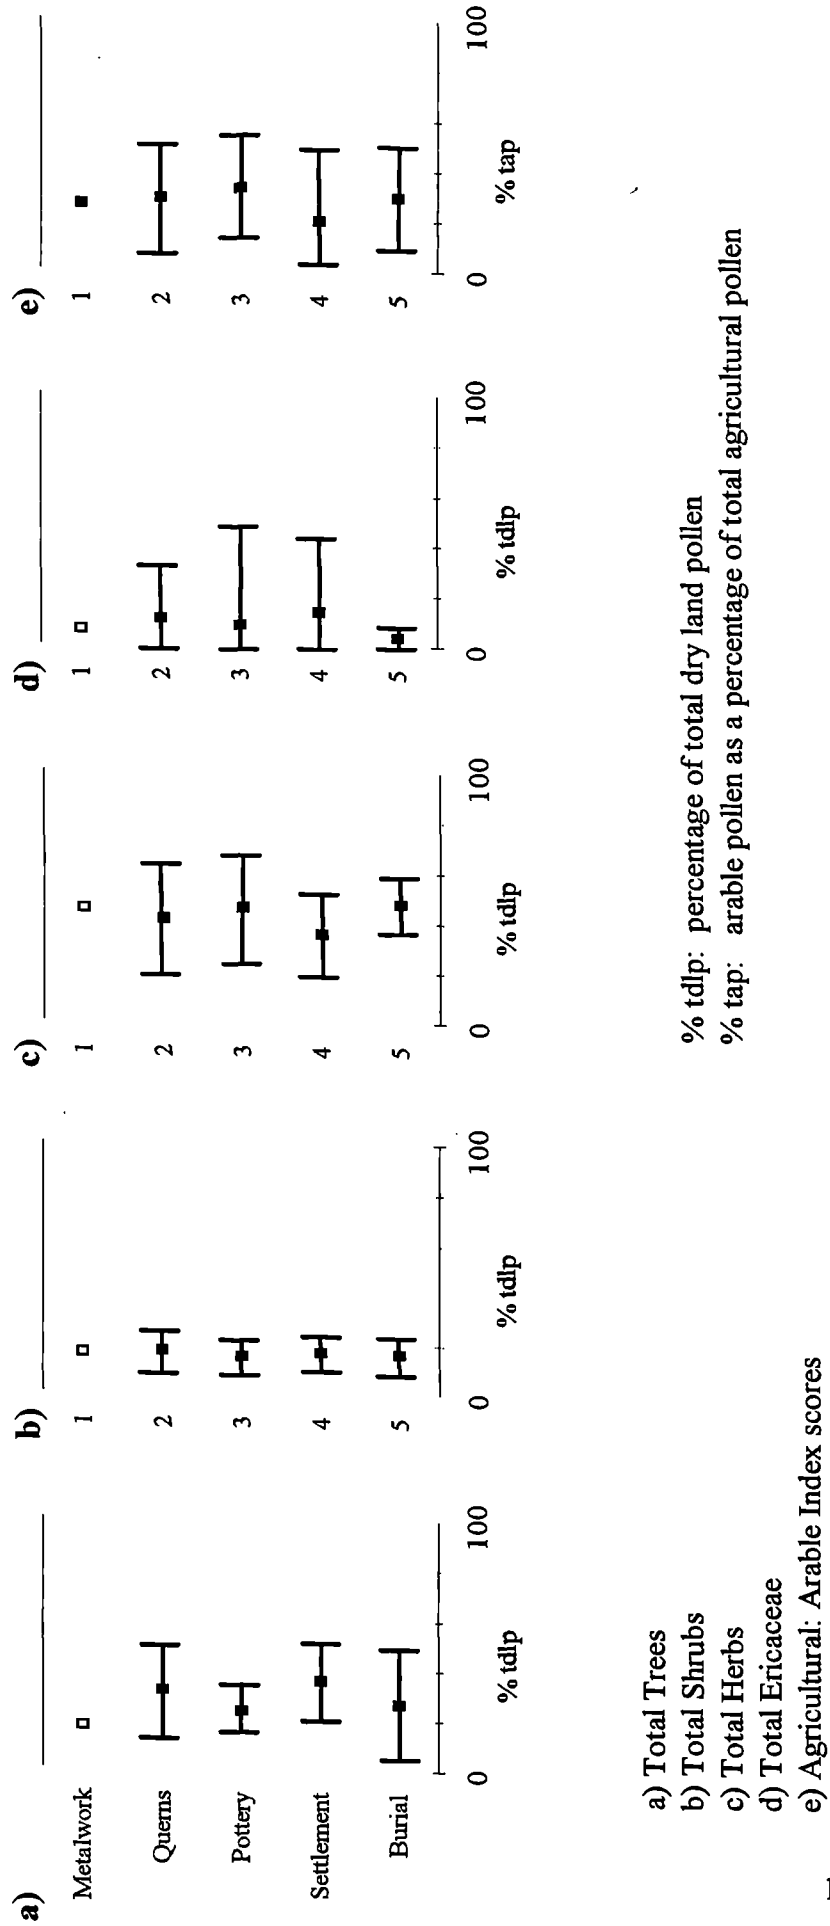 a)
Metalwork
Querns
Pottery
Settlement
Burial
0
100
% tdlp
b)
1
2
3
4
5
0
100
% tdlp
c)
1
2
3
4
5
0
100
% tdlp
d)
1
2
3
4
5
0
100
% tdlp
e)
1
2
3
4
5
0
100
% tap
a) Total Trees
b) Total Shrubs
c) Total Herbs
d) Total Ericaceae
e) Agricultural: Arable Index scores
% tdlp: percentage of total dry land pollen
% tap: arable pollen as a percentage of total agricultural pollen